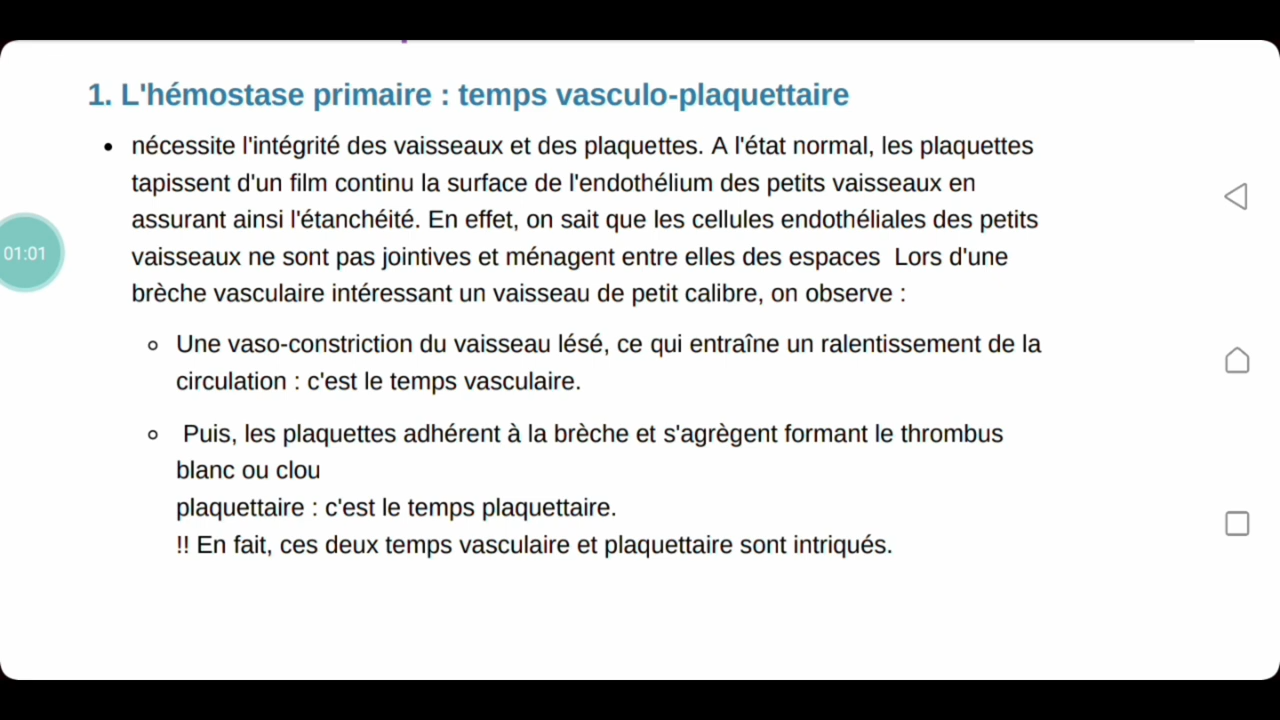 1. L'hémostase primaire : temps vasculo-plaquettaire
• nécessite l'intégrité des vaisseaux et des plaquettes. A l'état normal, les plaquettes
tapissent d'un film continu la surface de l'endothélium des petits vaisseaux en
assurant ainsi l'étanchéité. En effet, on sait que les cellules endothéliales des petits
vaisseaux ne sont pas jointives et ménagent entre elles des espaces  Lors d'une
brèche vasculaire intéressant un vaisseau de petit calibre, on observe :
01:01
◦ Une vaso-constriction du vaisseau lésé, ce qui entraîne un ralentissement de la
circulation : c'est le temps vasculaire.
◦ Puis, les plaquettes adhérent à la brèche et s'agrègent formant le thrombus
blanc ou clou
plaquettaire : c'est le temps plaquettaire.
!! En fait, ces deux temps vasculaire et plaquettaire sont intriqués.